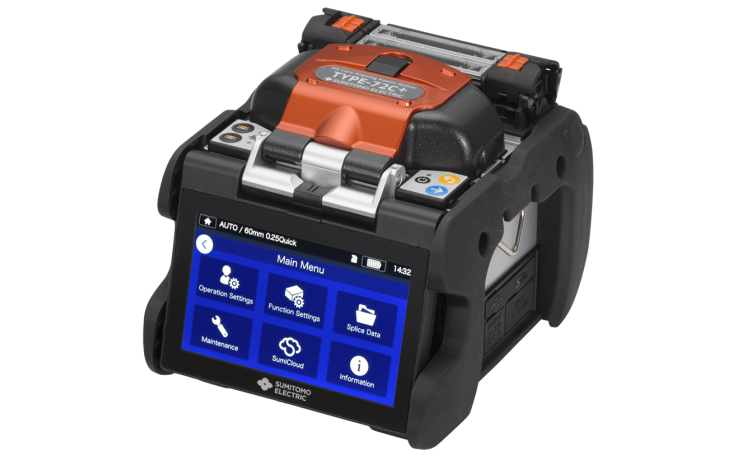 TYPE-72C+
SUMITOMO ELECTRIC
AUTO / 60mm 0.25Quick
14:32
Main Menu
Operation Settings
Function Settings
Splice Data
Maintenance
SumiCloud
Information
SUMITOMO
ELECTRIC